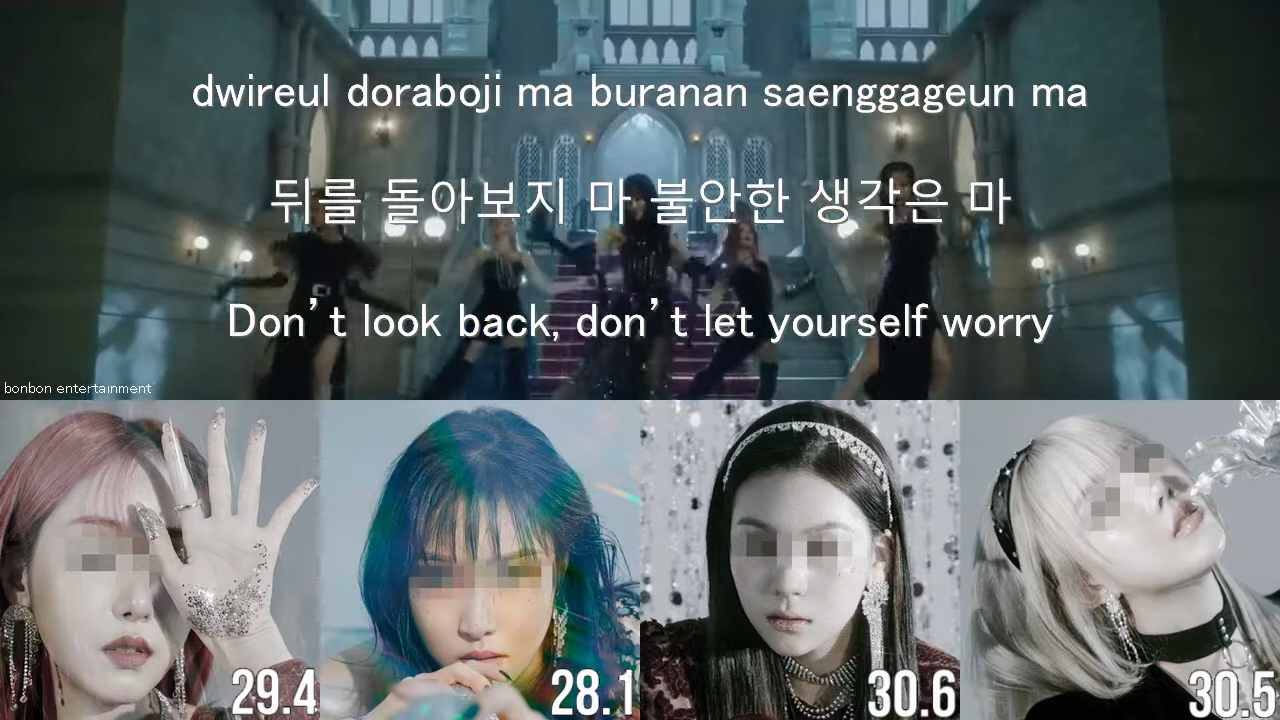 dwireul doraboji ma buranan saenggageun ma
뒤를 돌아보지 마 불안한 생각은 마
Don’t look back, don’t let yourself worry
bonbon entertainment
29.4
28.1
30.6
30.5